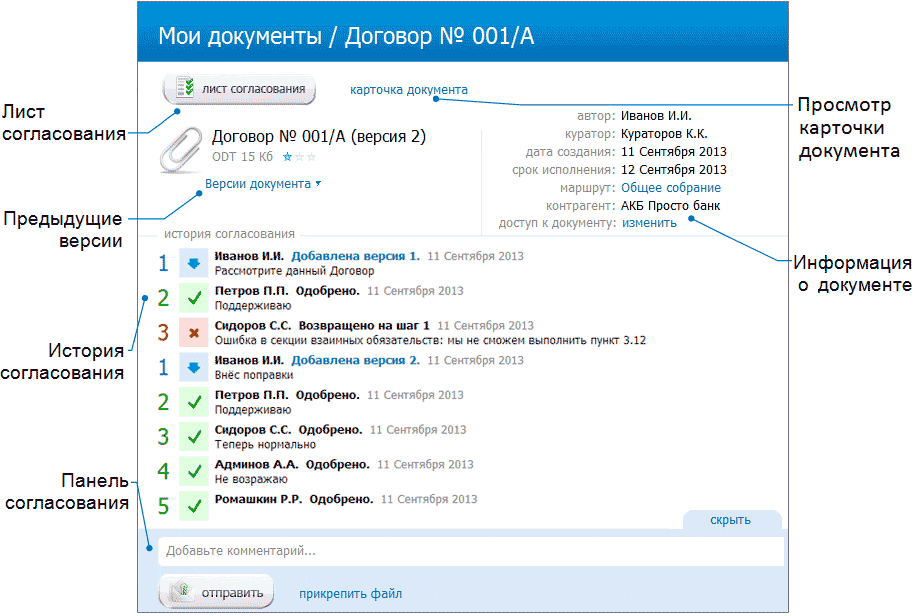 Мои документы / Договор № 001/А
лист согласования
карточка документа
Лист
согласования
Просмотр
карточки
документа
Договор № 001/А (версия 2)
ODT 15 Кб
Версии документа
автор: Иванов И.И.
куратор: Кураторов К.К.
дата создания: 11 Сентября 2013
срок исполнения: 12 Сентября 2013
маршрут: Общее собрание
контрагент: АКБ Просто банк
доступ к документу: изменить
Предыдущие
версии
Информация
о документе
история согласования
1 Иванов И.И. Добавлена версия 1. 11 Сентября 2013
Рассмотрите данный Договор
2 Петров П.П. Одобрено. 11 Сентября 2013
Поддерживаю
3 Сидоров С.С. Возвращено на шаг 1 11 Сентября 2013
Ошибка в секции взаимных обязательств: мы не сможем выполнить пункт 3.12
История
согласования
1 Иванов И.И. Добавлена версия 2. 11 Сентября 2013
Внёс поправки
2 Петров П.П. Одобрено. 11 Сентября 2013
Поддерживаю
3 Сидоров С.С. Одобрено. 11 Сентября 2013
Теперь нормально
4 Админов А.А. Одобрено. 11 Сентября 2013
Не возражаю
5 Ромашкин Р.Р. Одобрено. 11 Сентября 2013
Панель
согласования
скрыть
Добавьте комментарий...
отправить
прикрепить файл